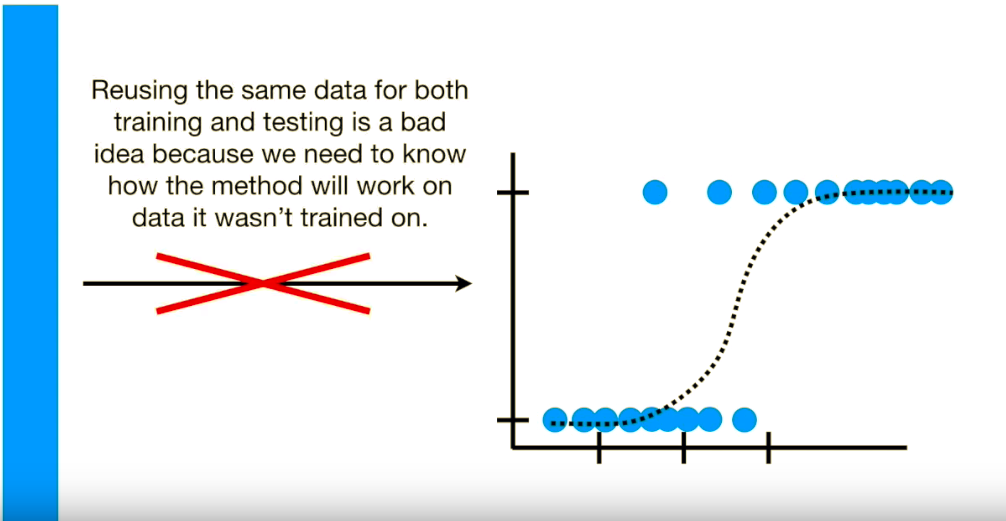 Reusing the same data for both
training and testing is a bad
idea because we need to know
how the method will work on
data it wasn’t trained on.